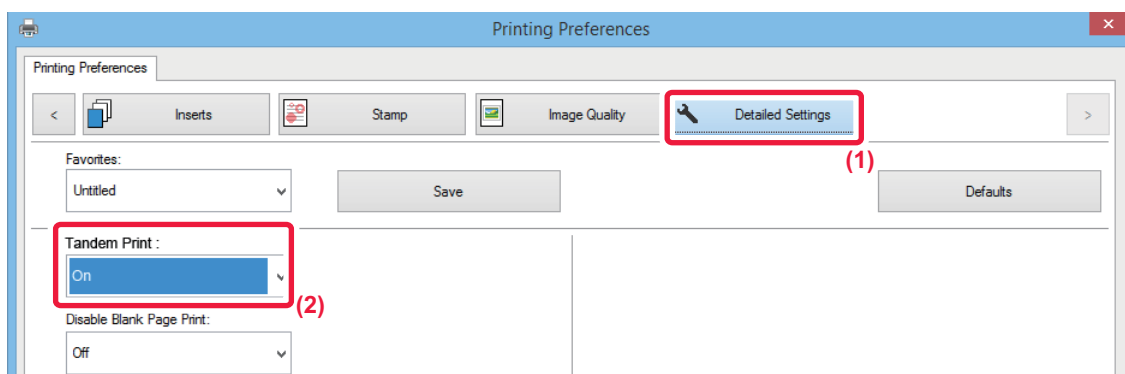 Printing Preferences
Printing Preferences
< Inserts Stamp Image Quality Detailed Settings >
(1)
Favorites:
Untitled Save Defaults
Tandem Print :
On
(2)
Disable Blank Page Print:
Off